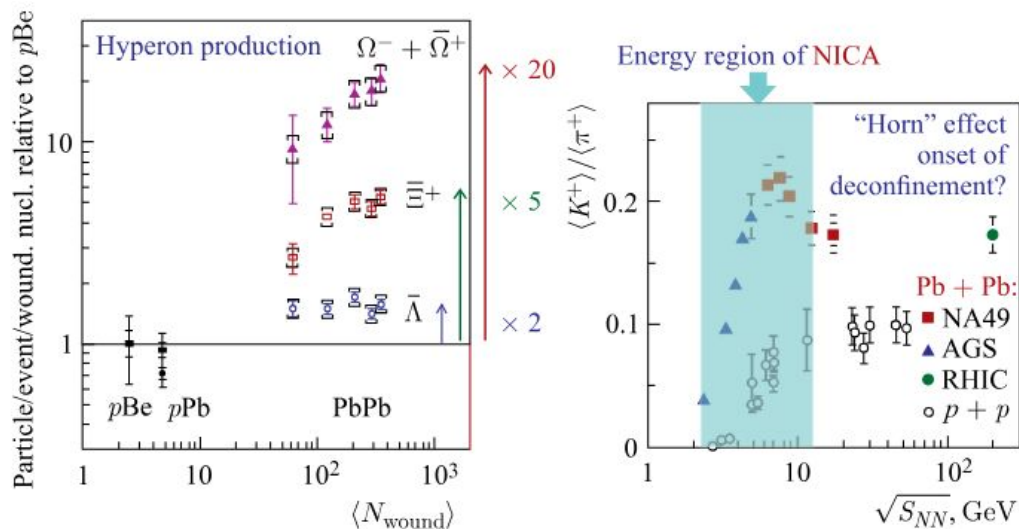 Particle/event/wound. nucl. relative to pBe
Hyperon production
Ω⁻ + Ω̄⁺
Ξ̄⁺
Λ̄
× 20
× 5
× 2
10
1
pBe
pPb
PbPb
1
10
10²
10³
⟨N_wound⟩
Energy region of NICA
⟨K⁺⟩/⟨π⁺⟩
"Horn" effect
onset of
deconfinement?
0.2
0.1
0
Pb + Pb:
NA49
AGS
RHIC
p + p
1
10
10²
√S_NN, GeV